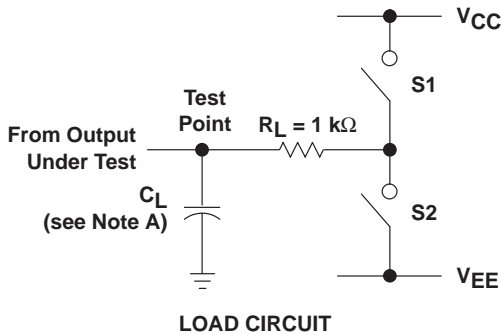 VCC
S1
Test
Point
RL = 1 kΩ
From Output
Under Test
CL
(see Note A)
S2
VEE
LOAD CIRCUIT